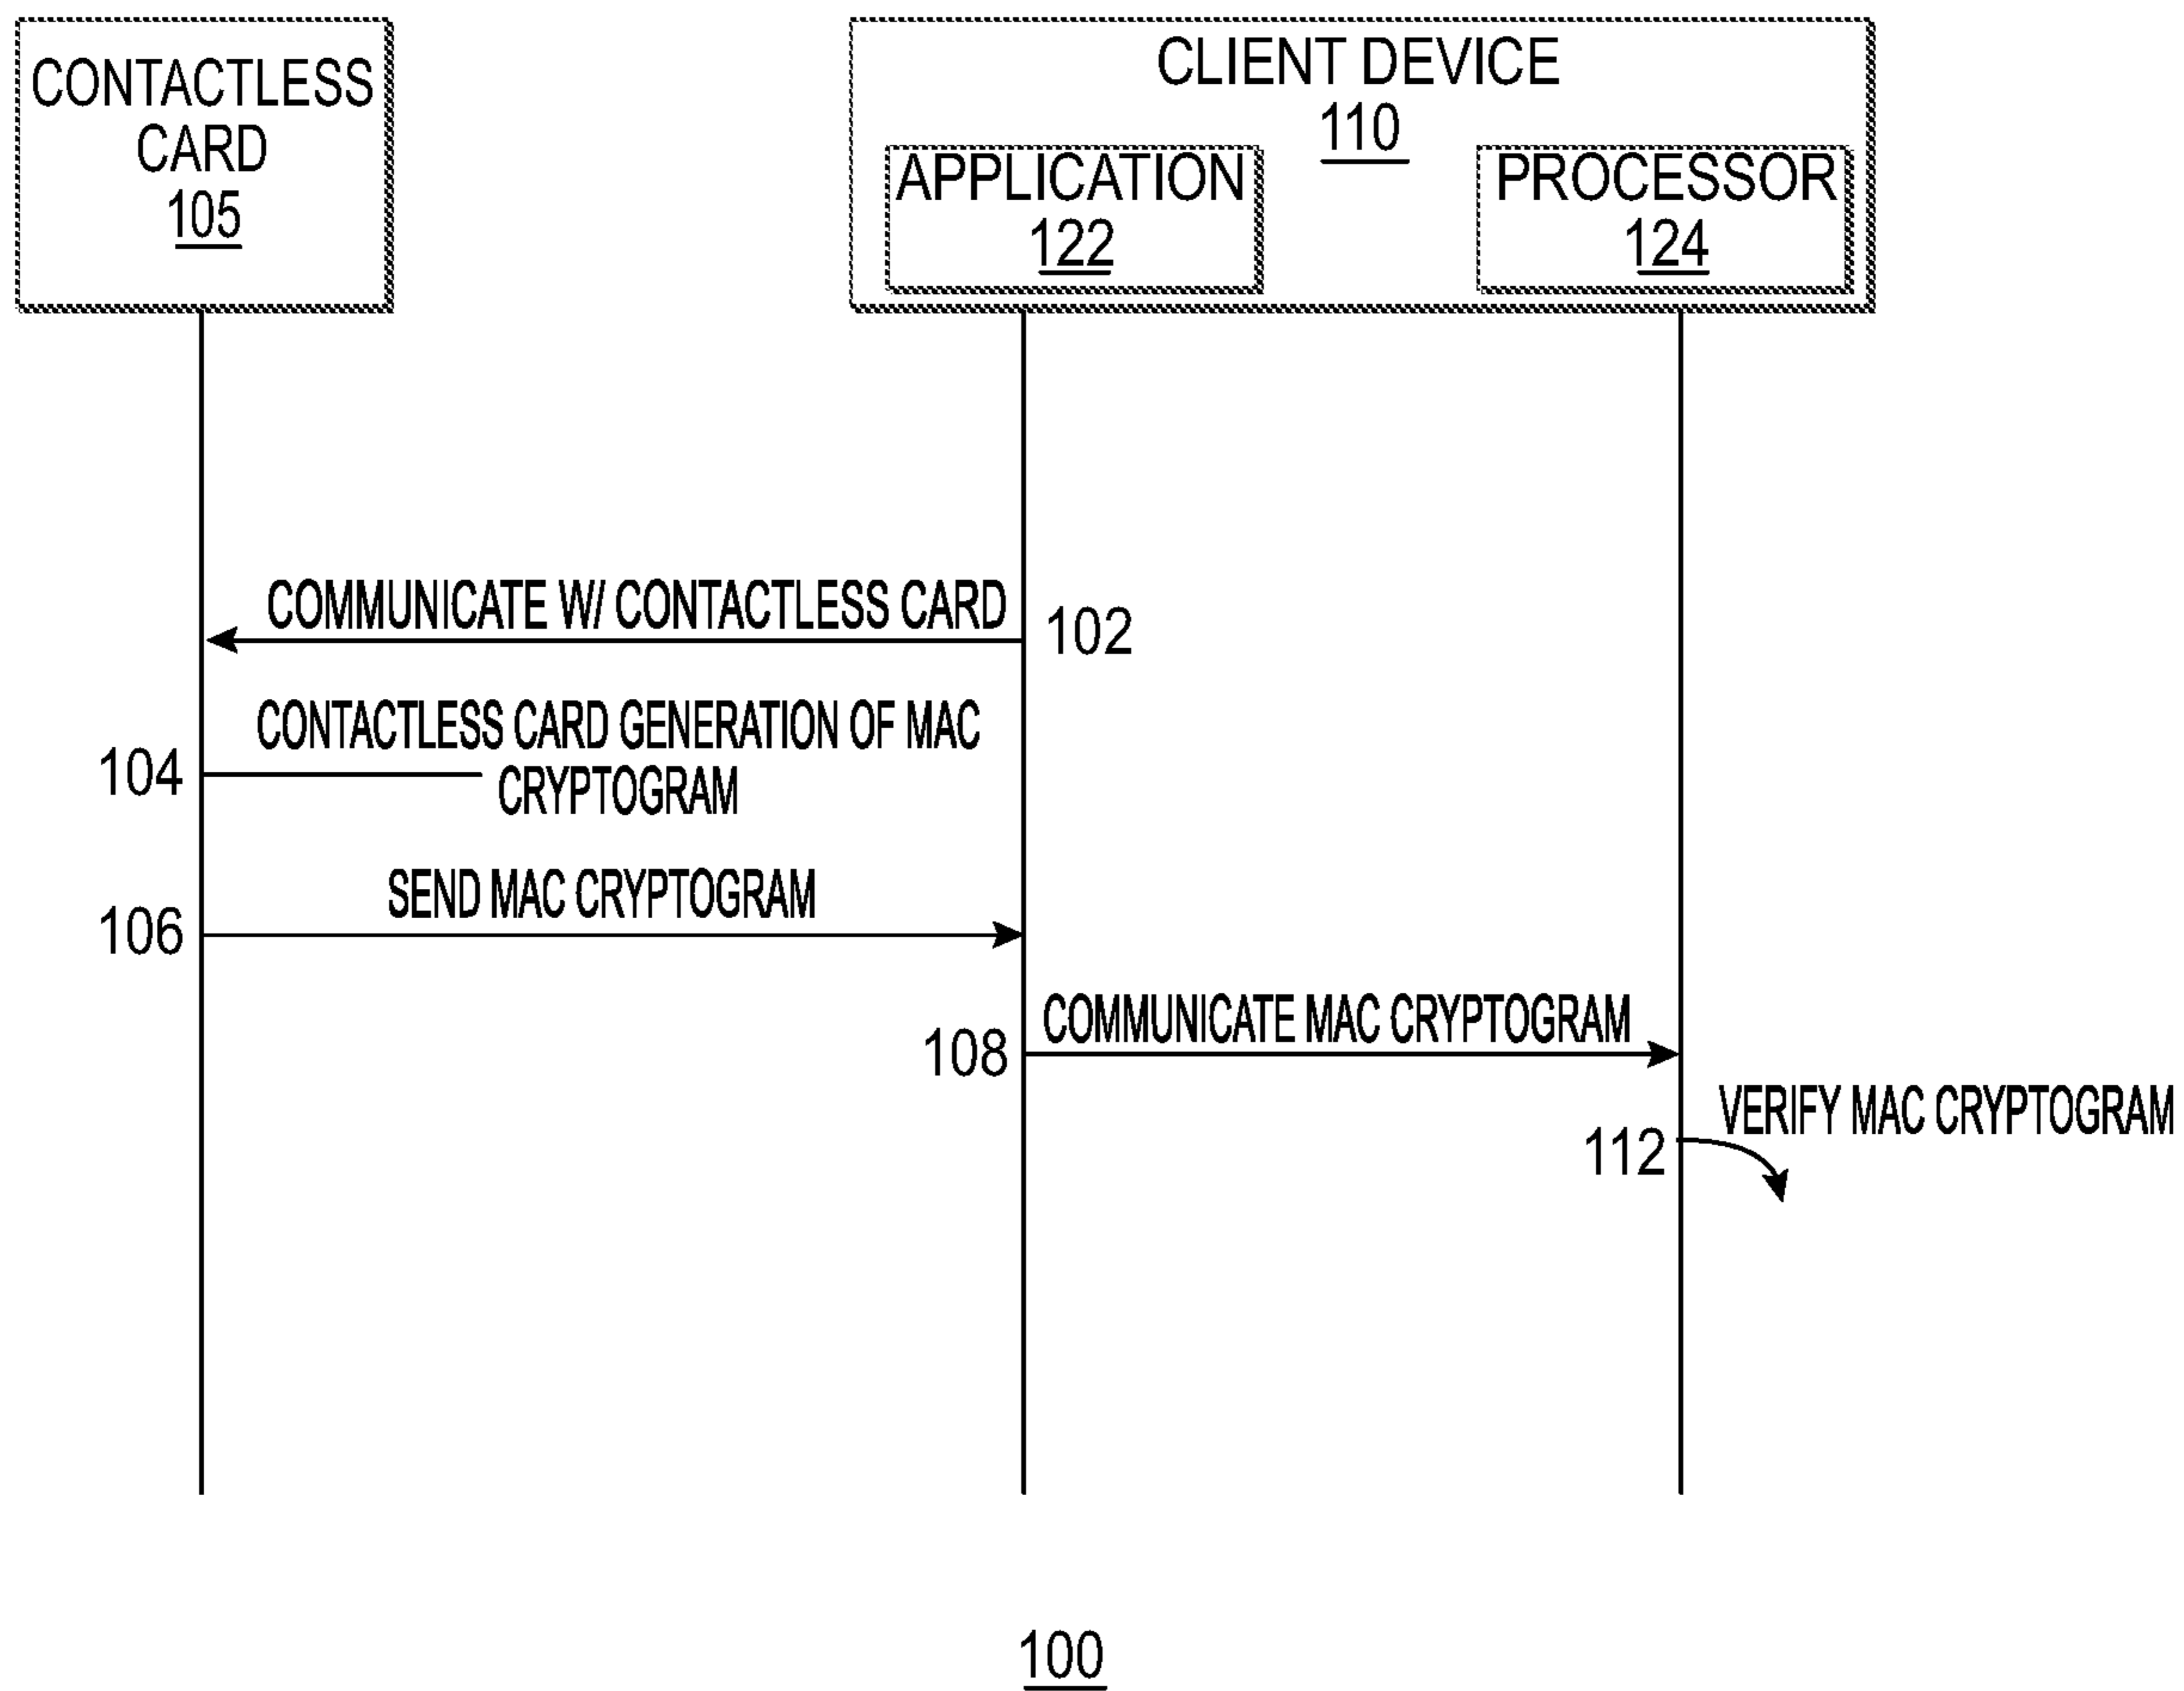 CONTACTLESS
CARD
105
CLIENT DEVICE
110
APPLICATION
122
PROCESSOR
124
COMMUNICATE W/ CONTACTLESS CARD
102
CONTACTLESS CARD GENERATION OF MAC
104
CRYPTOGRAM
SEND MAC CRYPTOGRAM
106
COMMUNICATE MAC CRYPTOGRAM
108
VERIFY MAC CRYPTOGRAM
112
100